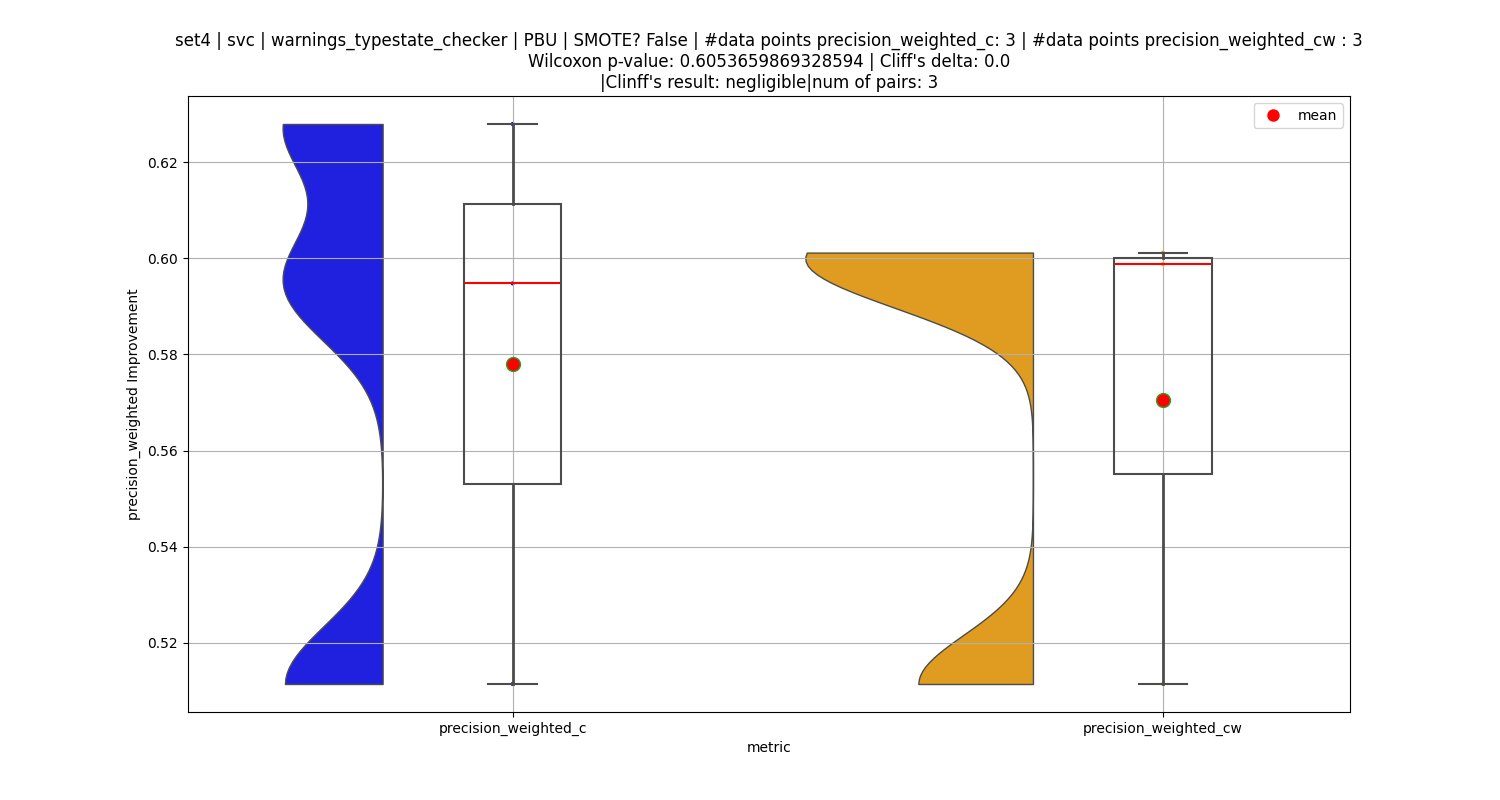 set4 | svc | warnings_typestate_checker | PBU | SMOTE? False | #data points precision_weighted_c: 3 | #data points precision_weighted_cw : 3
Wilcoxon p-value: 0.6053659869328594 | Cliff's delta: 0.0
|Clinff's result: negligible|num of pairs: 3
mean
0.62
0.60
0.58
0.56
0.54
0.52
precision_weighted Improvement
precision_weighted_c
precision_weighted_cw
metric